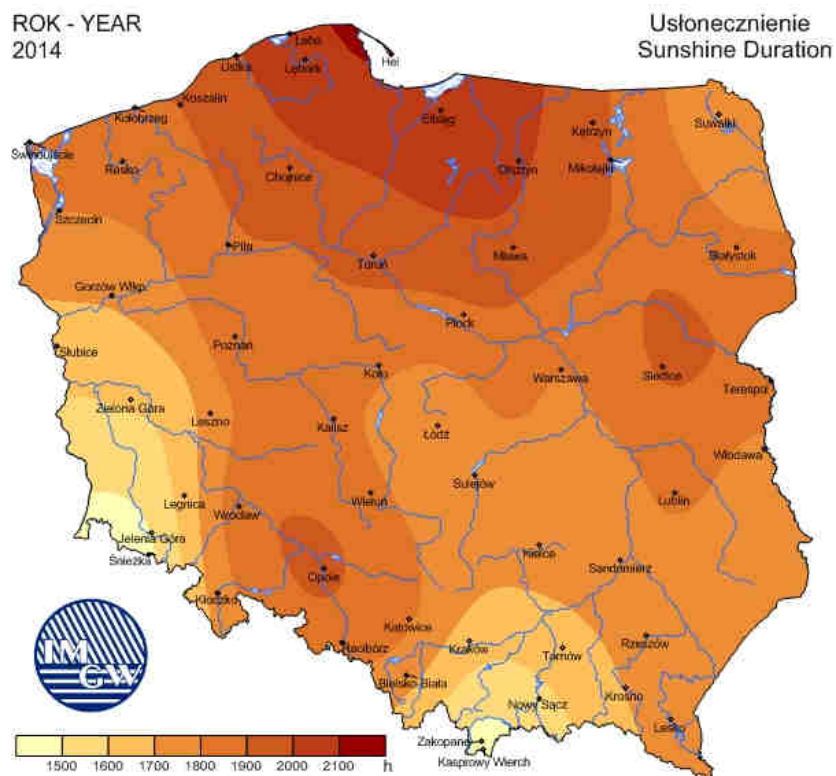 ROK - YEAR
2014
Usłonecznienie
Sunshine Duration
Łeba
Hel
Ustka
Lębork
Koszalin
Kołobrzeg
Elbląg
Suwałki
Kętrzyn
Świnoujście
Resko
Chojnice
Olsztyn
Mikołajki
Szczecin
Piła
Toruń
Mława
Białystok
Gorzów Wlkp.
Płock
Słubice
Poznań
Koło
Warszawa
Siedlce
Terespol
Zielona Góra
Leszno
Kalisz
Łódź
Włodawa
Sulejów
Legnica
Wrocław
Wieluń
Lublin
Jelenia Góra
Śnieżka
Kielce
Opole
Sandomierz
Kłodzko
Katowice
Racibórz
Kraków
Tarnów
Rzeszów
Bielsko-Biała
Nowy Sącz
Krosno
Lesko
Zakopane
Kasprowy Wierch
IM
GW
1500 1600 1700 1800 1900 2000 2100 h